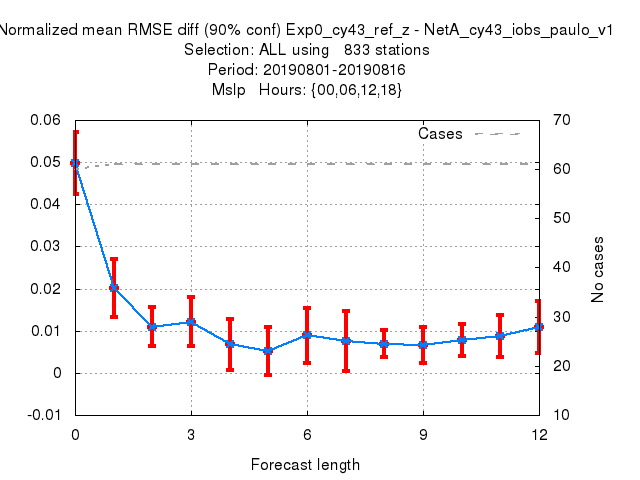 Normalized mean RMSE diff (90% conf) Exp0_cy43_ref_z - NetA_cy43_iobs_paulo_v1
Selection: ALL using 833 stations
Period: 20190801-20190816
Mslp Hours: {00,06,12,18}
0.06
0.05
0.04
0.03
0.02
0.01
0
-0.01
Cases
70
60
50
40
30
20
10
No cases
0 3 6 9 12
Forecast length